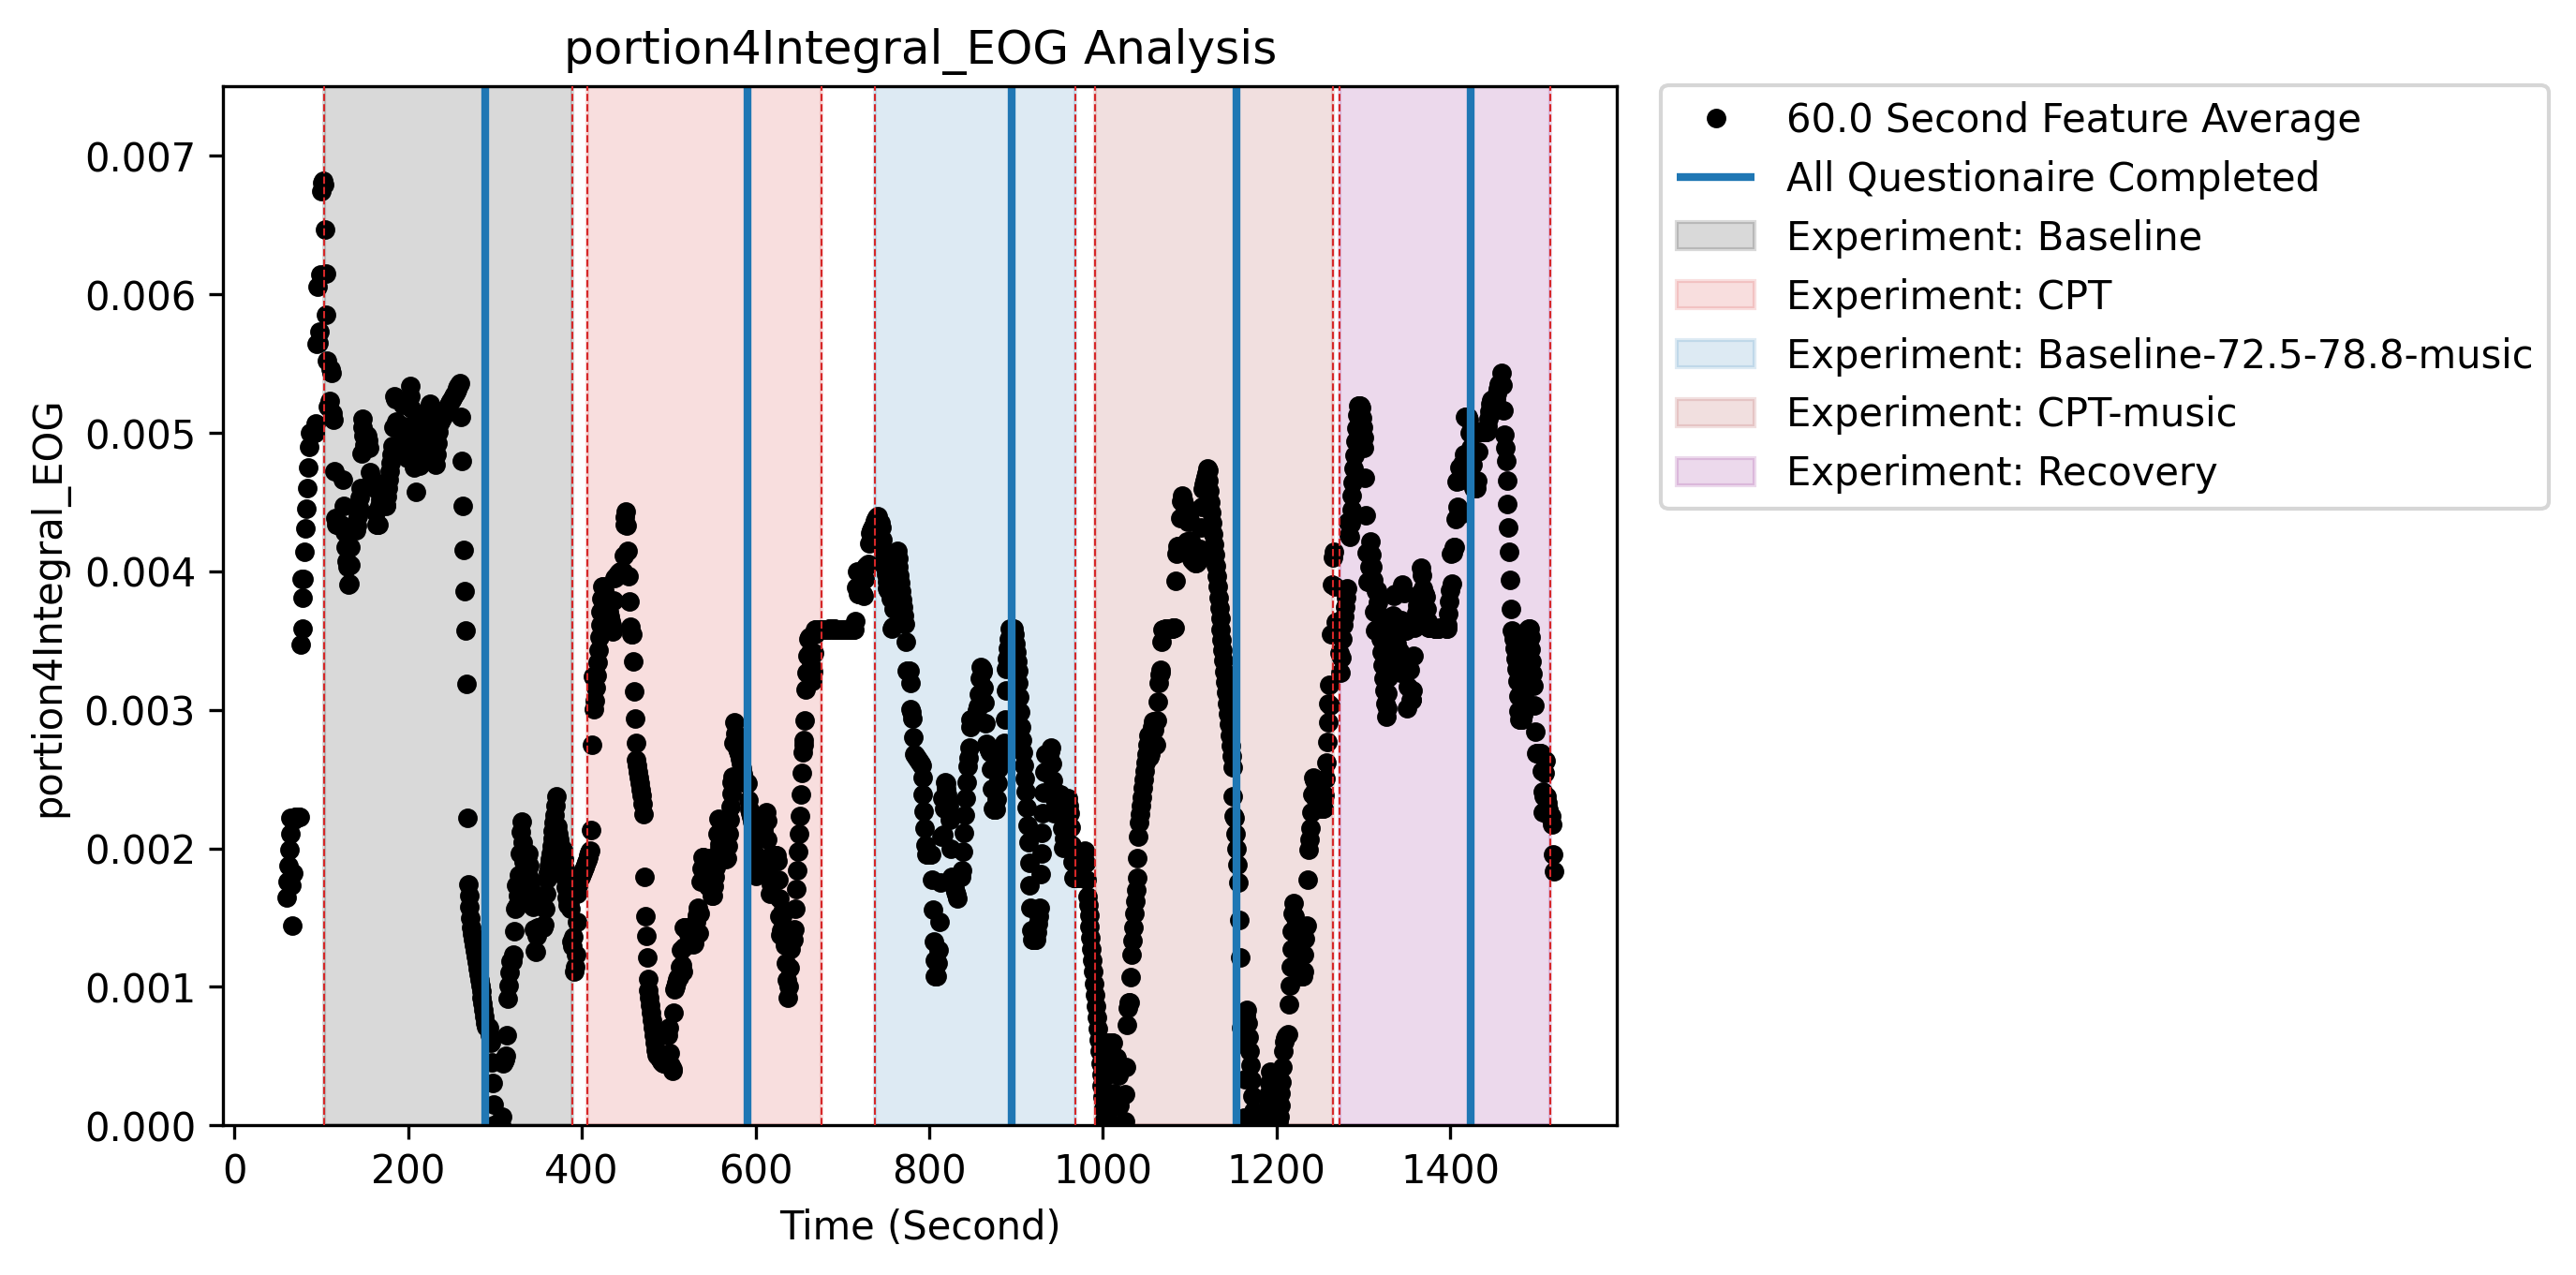 portion4Integral_EOG Analysis
0.007
0.006
0.005
0.004
0.003
0.002
0.001
0.000
portion4Integral_EOG
0 200 400 600 800 1000 1200 1400
Time (Second)
60.0 Second Feature Average
All Questionaire Completed
Experiment: Baseline
Experiment: CPT
Experiment: Baseline-72.5-78.8-music
Experiment: CPT-music
Experiment: Recovery